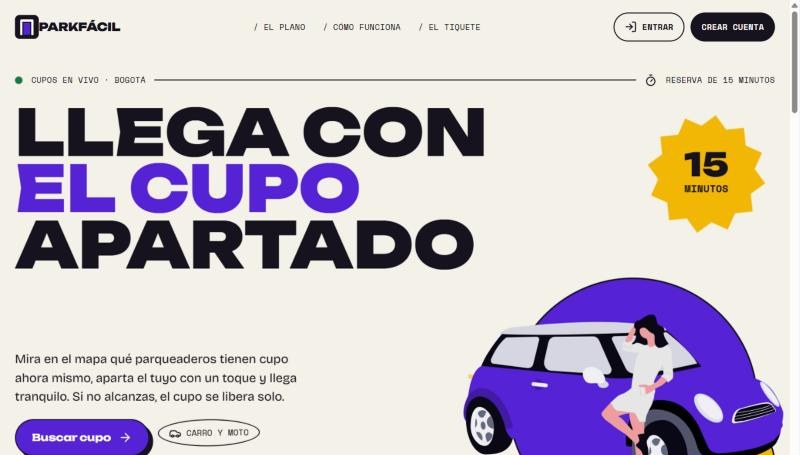 PARKFÁCIL
/ EL PLANO / CÓMO FUNCIONA / EL TIQUETE
ENTRAR
CREAR CUENTA
CUPOS EN VIVO · BOGOTÁ
RESERVA DE 15 MINUTOS
LLEGA CON
EL CUPO
APARTADO
15
MINUTOS
Mira en el mapa qué parqueaderos tienen cupo
ahora mismo, aparta el tuyo con un toque y llega
tranquilo. Si no alcanzas, el cupo se libera solo.
Buscar cupo →
CARRO Y MOTO